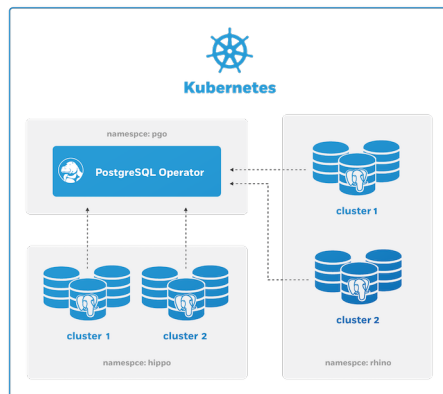 Kubernetes
namespce: pgo
PostgreSQL Operator
cluster 1
cluster 2
namespce: hippo
cluster 1
cluster 2
namespce: rhino